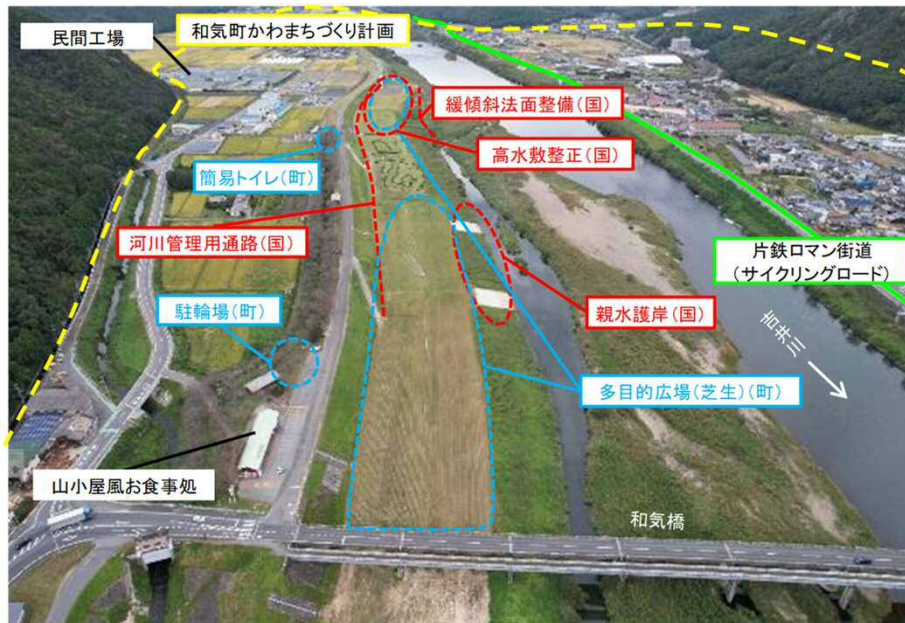 民間工場
和気町かわまちづくり計画
緩傾斜法面整備(国)
高水敷整正(国)
簡易トイレ(町)
河川管理用通路(国)
片鉄ロマン街道
(サイクリングロード)
駐輪場(町)
親水護岸(国)
吉井川
多目的広場(芝生)(町)
山小屋風お食事処
和気橋